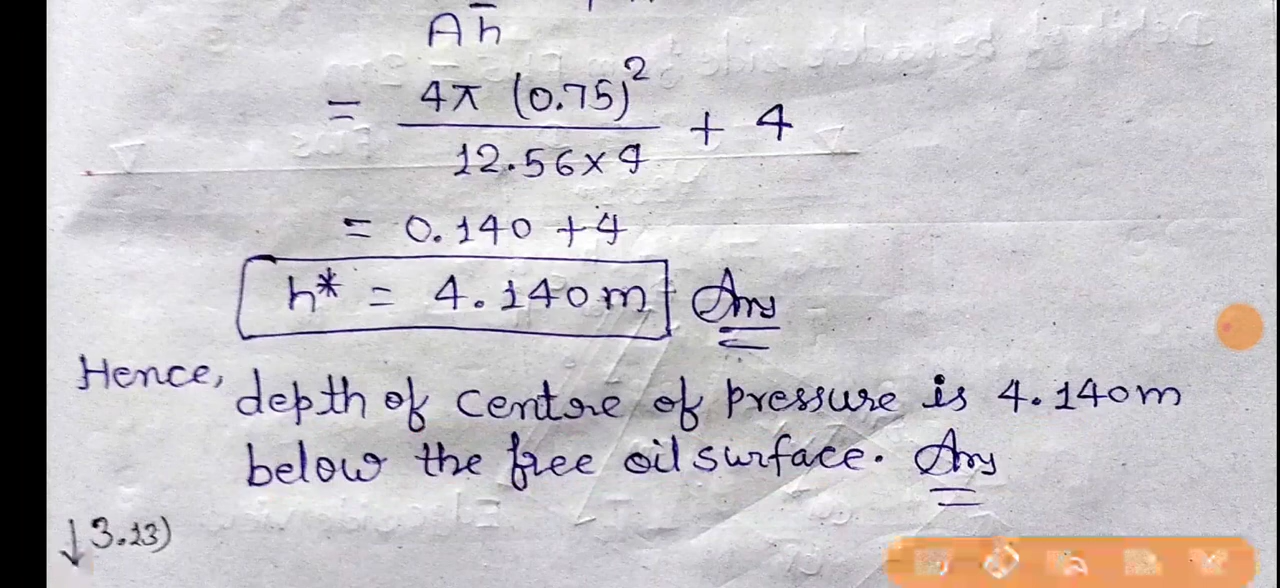 Ah̄
= 4π (0.75)² / 12.56×4 + 4
= 0.140 + 4
h* = 4.140m Ans
Hence, depth of centre of pressure is 4.140m
below the free oil surface. Ans
↓3.23)